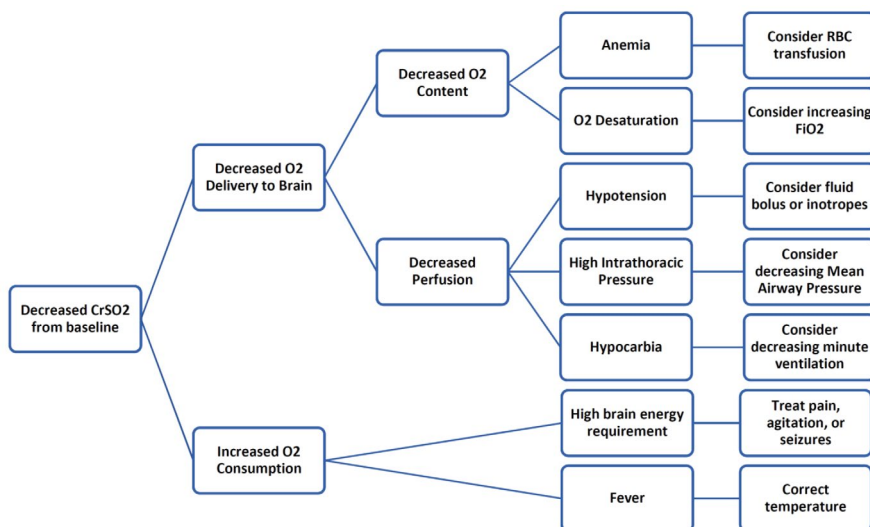 Anemia
Consider RBC
transfusion
Decreased O2
Content
O2 Desaturation
Consider increasing
FiO2
Decreased O2
Delivery to Brain
Hypotension
Consider fluid
bolus or inotropes
Decreased
Perfusion
High Intrathoracic
Pressure
Consider
decreasing Mean
Airway Pressure
Decreased CrSO2
from baseline
Hypocarbia
Consider
decreasing minute
ventilation
High brain energy
requirement
Treat pain,
agitation, or
seizures
Increased O2
Consumption
Fever
Correct
temperature